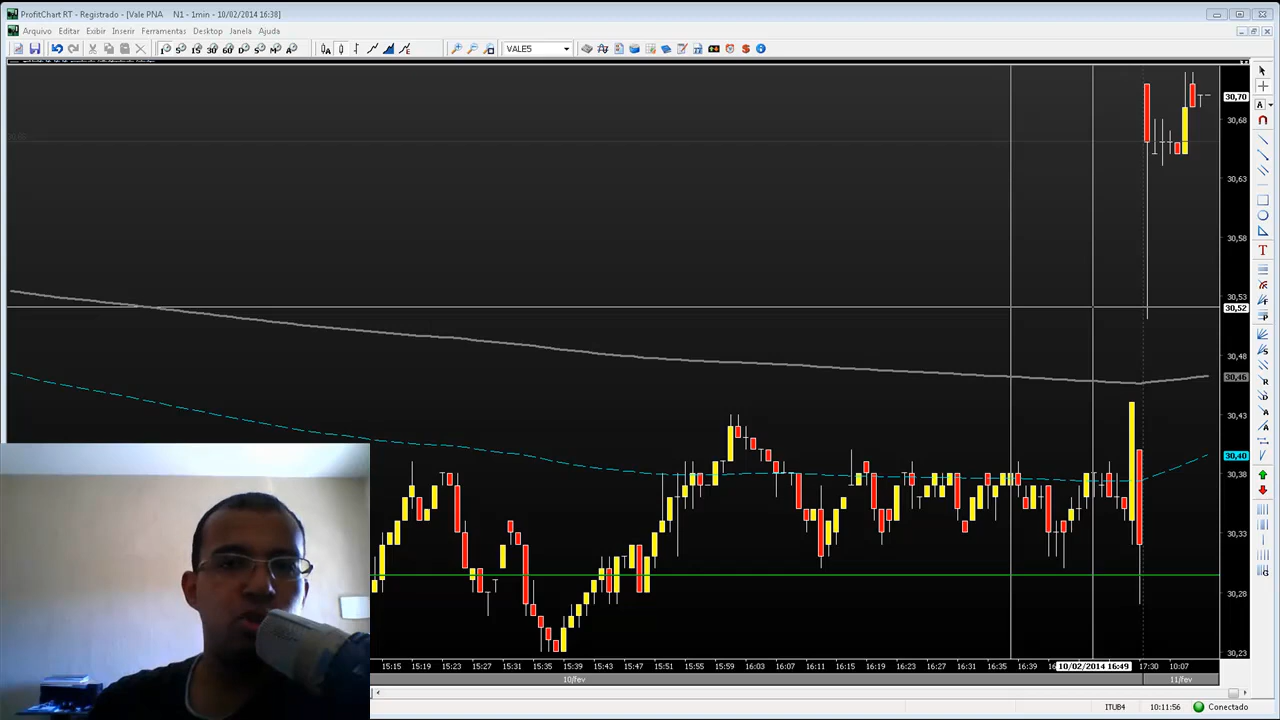 ProfitChart RT - Registrado - [Vale PNA N1 - 1min - 10/02/2014 16:38]
Arquivo Editar Exibir Inserir Ferramentas Desktop Janela Ajuda
VALE5
30,70
30,68
30,63
30,58
30,53
30,52
30,48
30,46
30,43
30,40
30,38
30,33
30,28
30,23
15:15 15:19 15:23 15:27 15:31 15:35 15:39 15:43 15:47 15:51 15:55 15:59 16:03 16:07 16:11 16:15 16:19 16:23 16:27 16:31 16:35 16:39 10/02/2014 16:49 17:30 10:07
10/fev 11/fev
ITUB4 10:11:56 Conectado